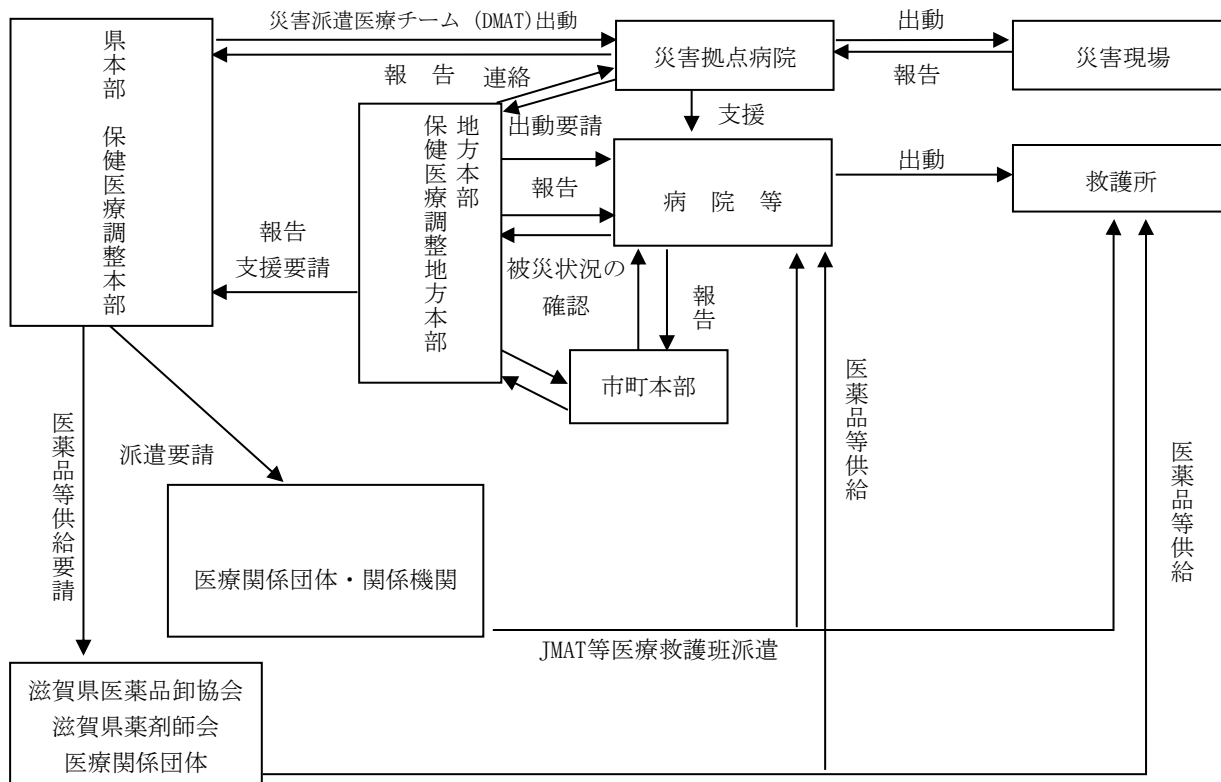 災害派遣医療チーム (DMAT)出動
県本部　保健医療調整本部
災害拠点病院
出動
報告
災害現場
報　告
連絡
出動要請
支援
地方本部
保健医療調整地方本部
報告
病　院　等
出動
救護所
報告
支援要請
被災状況の
確認
報告
市町本部
医薬品等供給
医薬品等供給
医薬品等供給要請
派遣要請
医療関係団体・関係機関
JMAT等医療救護班派遣
滋賀県医薬品卸協会
滋賀県薬剤師会
医療関係団体